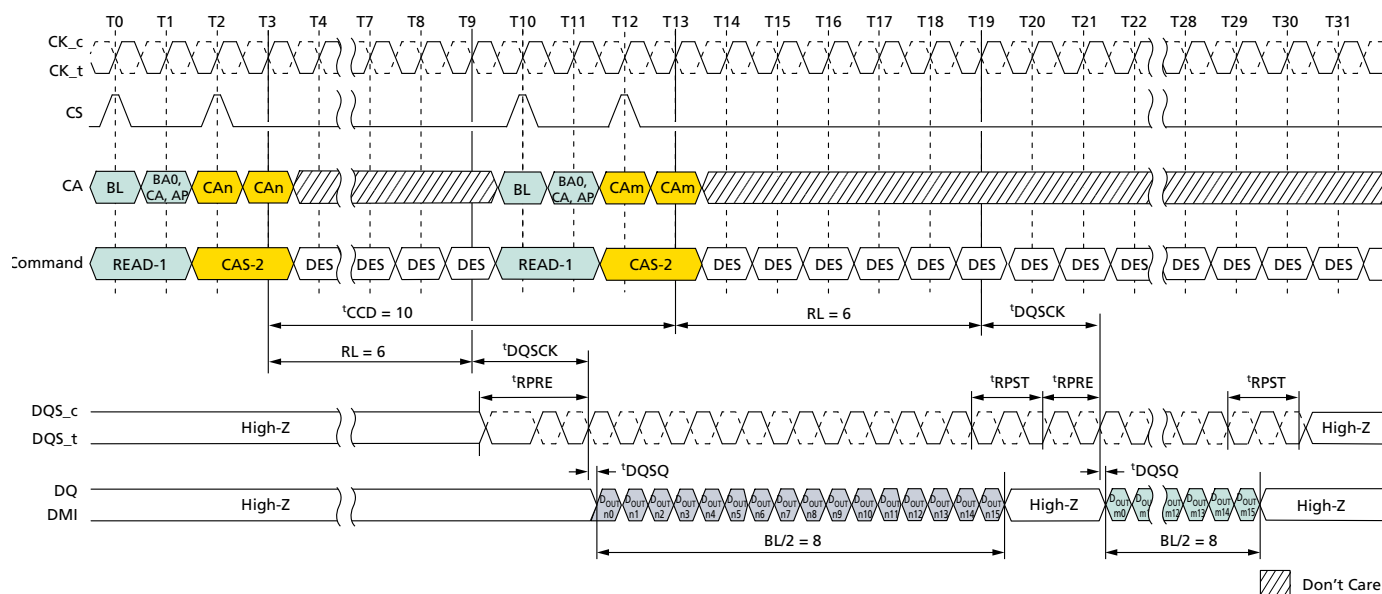 T0 T1 T2 T3 T4 T7 T8 T9 T10 T11 T12 T13 T14 T15 T16 T17 T18 T19 T20 T21 T22 T28 T29 T30 T31
CK_c
CK_t
CS
CA BL BA0, CA, AP CAn CAn BL BA0, CA, AP CAm CAm
Command READ-1 CAS-2 DES DES DES DES READ-1 CAS-2 DES DES DES DES DES DES DES DES DES DES DES DES DES
tCCD = 10 RL = 6 tDQSCK
RL = 6 tDQSCK
tRPRE tRPST tRPRE tRPST
DQS_c
DQS_t High-Z High-Z
tDQSQ tDQSQ
DQ
DMI High-Z DOUT n0 DOUT n1 DOUT n2 DOUT n3 DOUT n4 DOUT n5 DOUT n6 DOUT n7 DOUT n8 DOUT n9 DOUT n10 DOUT n11 DOUT n12 DOUT n13 DOUT n14 DOUT n15 High-Z DOUT m0 DOUT m12 DOUT m13 DOUT m14 DOUT m15 High-Z
BL/2 = 8 BL/2 = 8
Don't Care